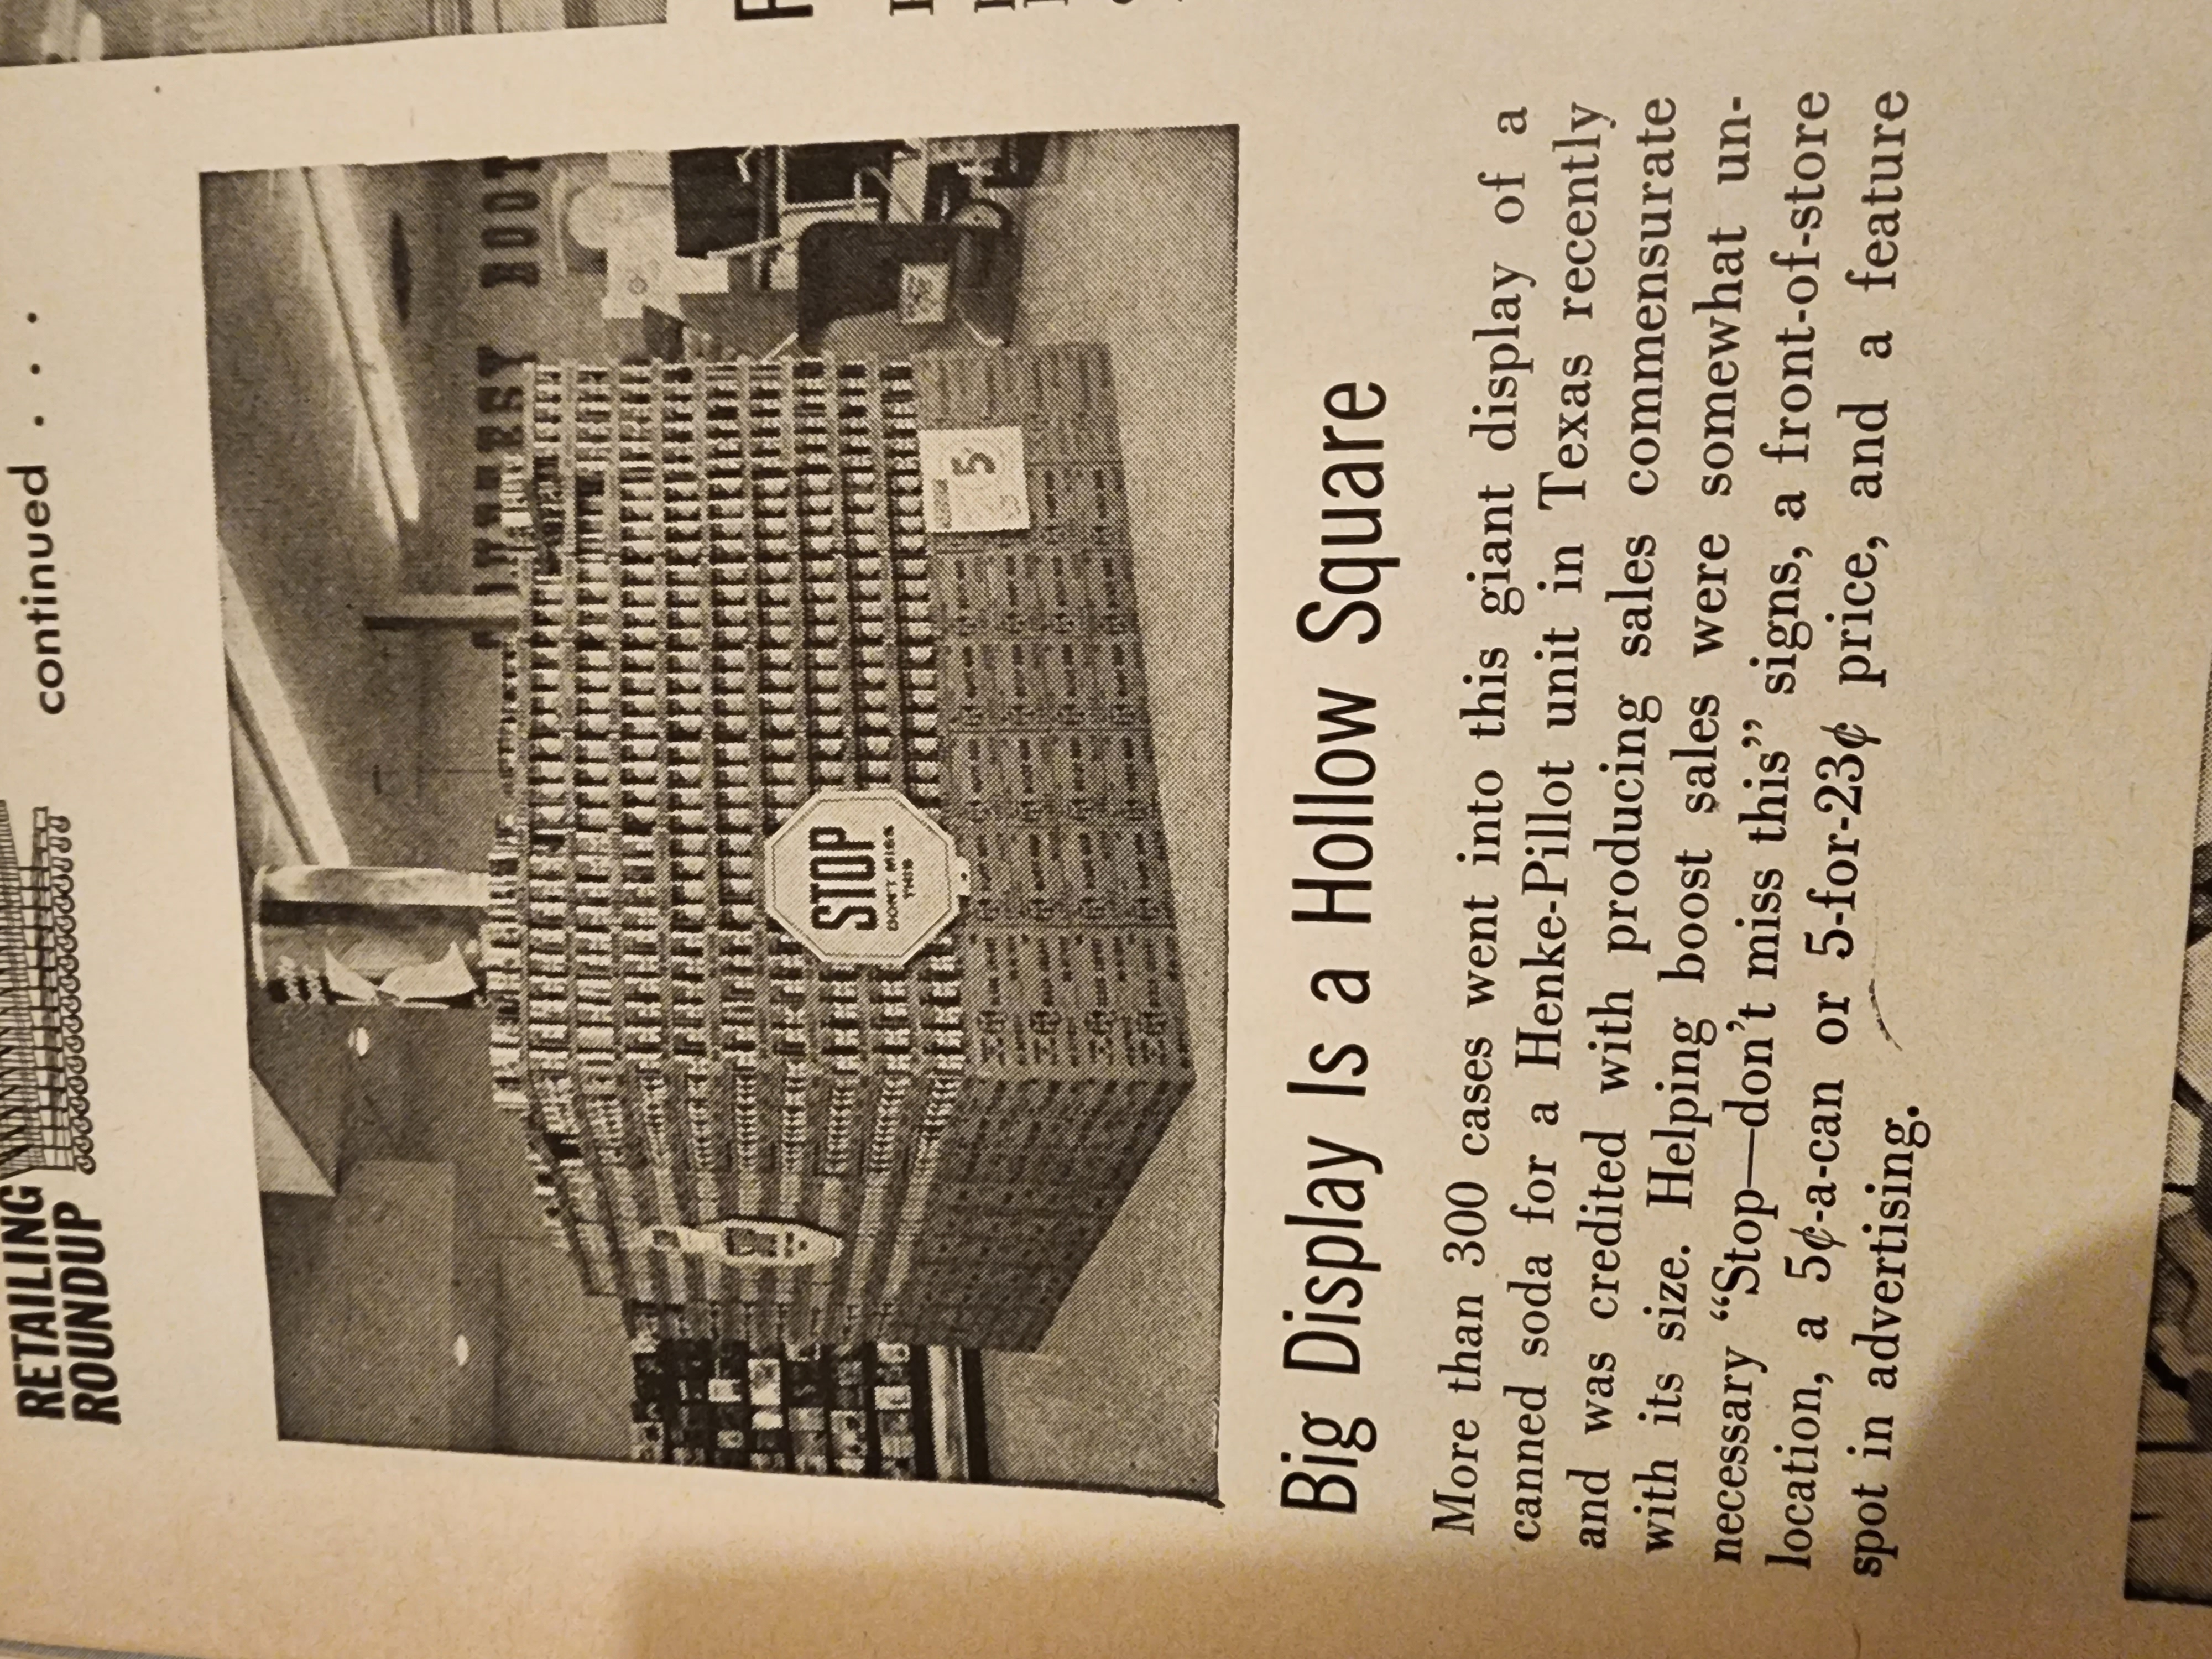 RETAILING
ROUNDUP
continued . . .
STOP
DON'T MISS
THIS
5
Big Display Is a Hollow Square
More than 300 cases went into this giant display of a
canned soda for a Henke-Pillot unit in Texas recently
and was credited with producing sales commensurate
with its size. Helping boost sales were somewhat un-
necessary “Stop—don’t miss this” signs, a front-of-store
location, a 5¢-a-can or 5-for-23¢ price, and a feature
spot in advertising.